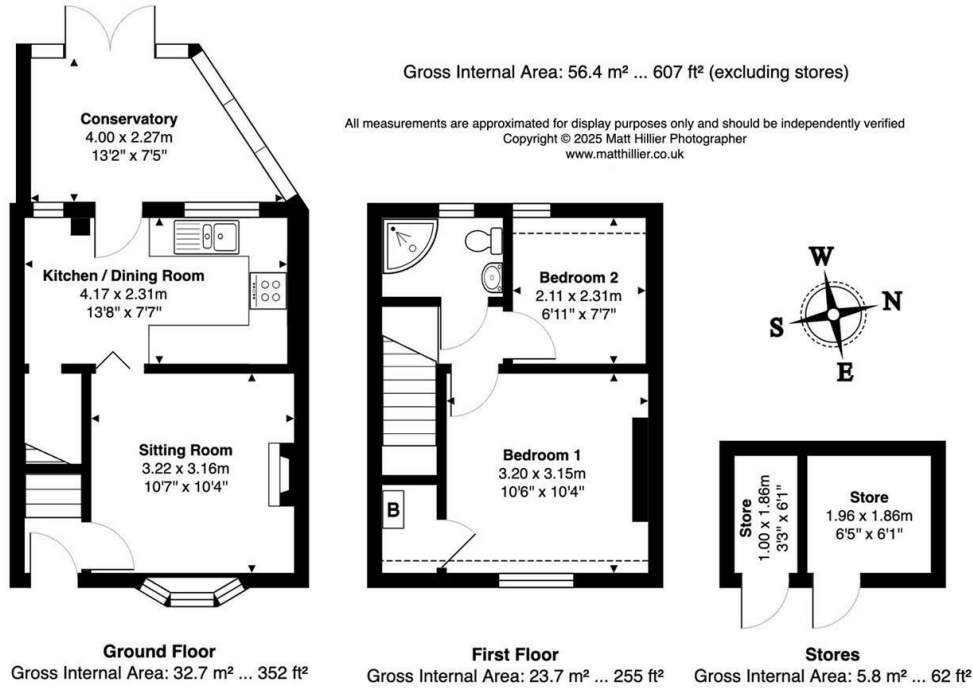 Gross Internal Area: 56.4 m² ... 607 ft² (excluding stores)
All measurements are approximated for display purposes only and should be independently verified
Copyright © 2025 Matt Hillier Photographer
www.matthillier.co.uk
Conservatory
4.00 x 2.27m
13'2" x 7'5"
Kitchen / Dining Room
4.17 x 2.31m
13'8" x 7'7"
Sitting Room
3.22 x 3.16m
10'7" x 10'4"
Ground Floor
Gross Internal Area: 32.7 m² ... 352 ft²
Bedroom 2
2.11 x 2.31m
6'11" x 7'7"
Bedroom 1
3.20 x 3.15m
10'6" x 10'4"
B
First Floor
Gross Internal Area: 23.7 m² ... 255 ft²
W
N
S
E
Store
1.00 x 1.86m
3'3" x 6'1"
Store
1.96 x 1.86m
6'5" x 6'1"
Stores
Gross Internal Area: 5.8 m² ... 62 ft²